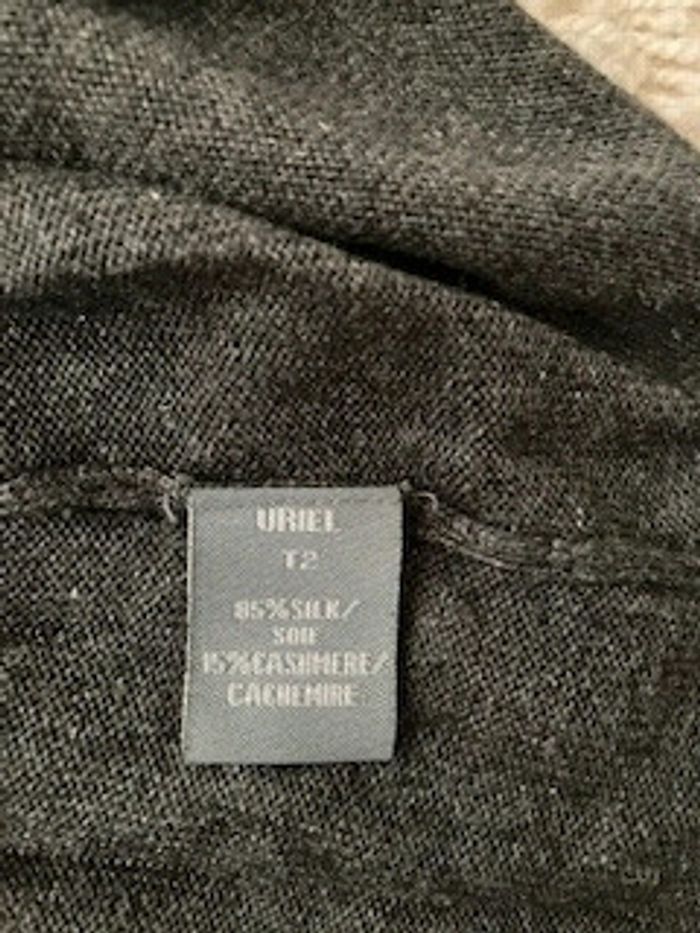 URIEL
T2
85%SILK/
SOIE
15%CASHMERE/
CACHEMIRE